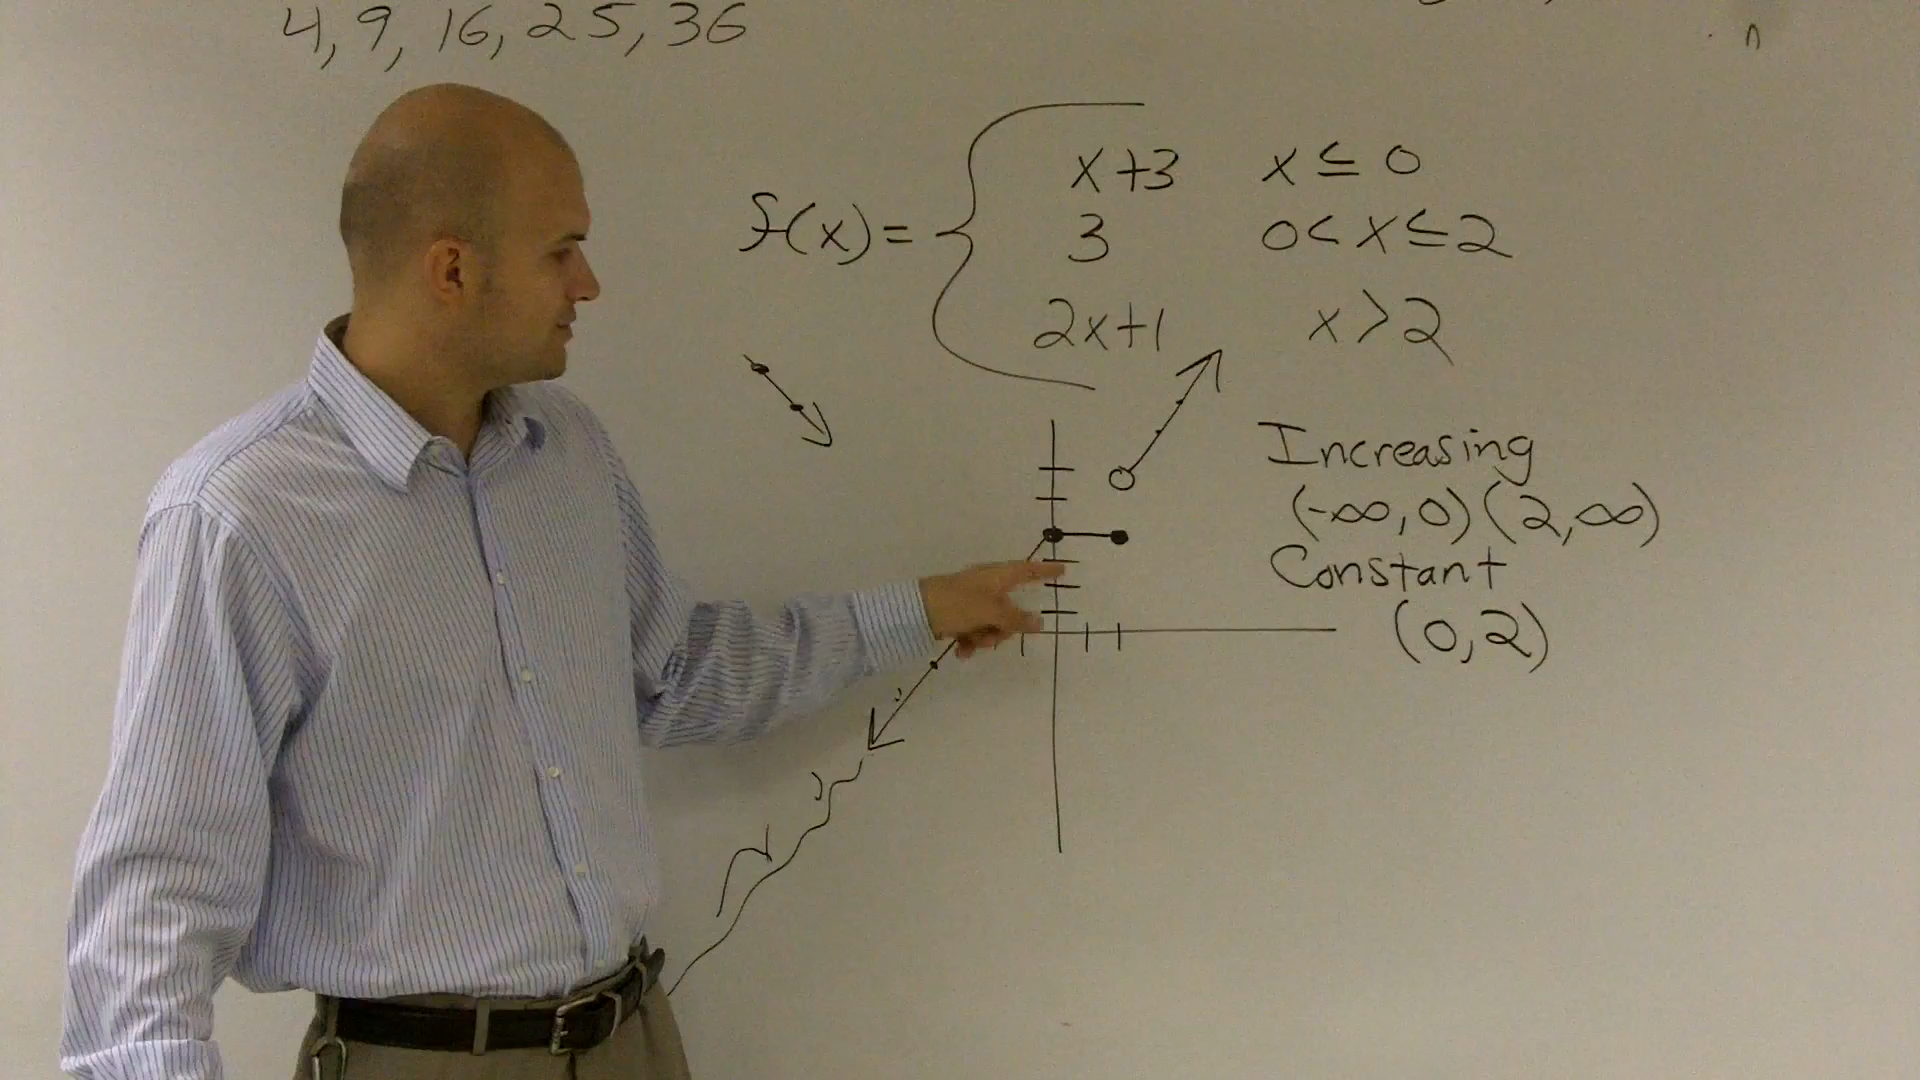 4, 9, 16, 25, 36
n
f(x) = { x+3 x ≤ 0
3 0 < x ≤ 2
2x+1 x > 2
Increasing
(-∞, 0) (2, ∞)
Constant
(0, 2)